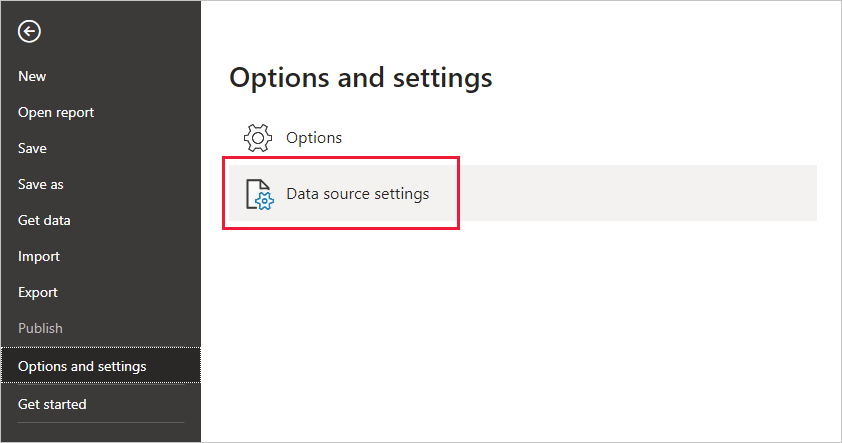 New
Open report
Save
Save as
Get data
Import
Export
Publish
Options and settings
Get started
Options and settings
Options
Data source settings